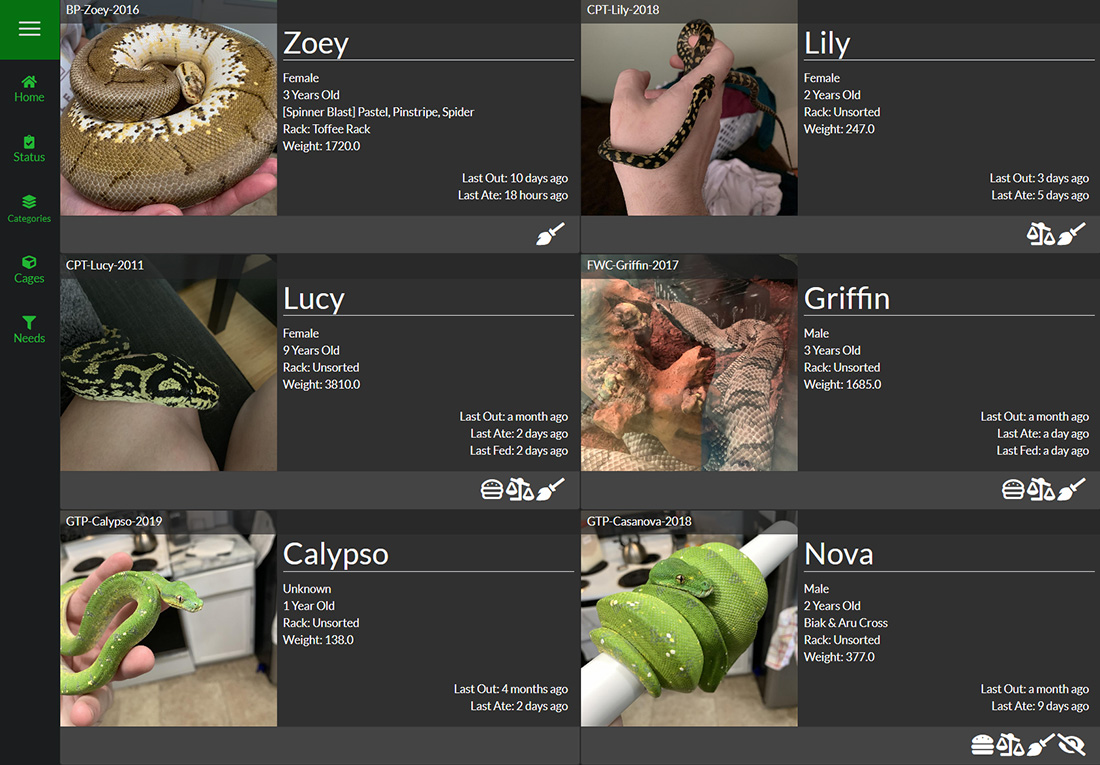 Home
Status
Categories
Cages
Needs
BP-Zoey-2016
Zoey
Female
3 Years Old
[Spinner Blast] Pastel, Pinstripe, Spider
Rack: Toffee Rack
Weight: 1720.0
Last Out: 10 days ago
Last Ate: 18 hours ago
CPT-Lily-2018
Lily
Female
2 Years Old
Rack: Unsorted
Weight: 247.0
Last Out: 3 days ago
Last Ate: 5 days ago
CPT-Lucy-2011
Lucy
Female
9 Years Old
Rack: Unsorted
Weight: 3810.0
Last Out: a month ago
Last Ate: 2 days ago
Last Fed: 2 days ago
FWC-Griffin-2017
Griffin
Male
3 Years Old
Rack: Unsorted
Weight: 1685.0
Last Out: a month ago
Last Ate: a day ago
Last Fed: a day ago
GTP-Calypso-2019
Calypso
Unknown
1 Year Old
Rack: Unsorted
Weight: 138.0
Last Out: 4 months ago
Last Ate: 2 days ago
GTP-Casanova-2018
Nova
Male
2 Years Old
Biak & Aru Cross
Rack: Unsorted
Weight: 377.0
Last Out: a month ago
Last Ate: 9 days ago